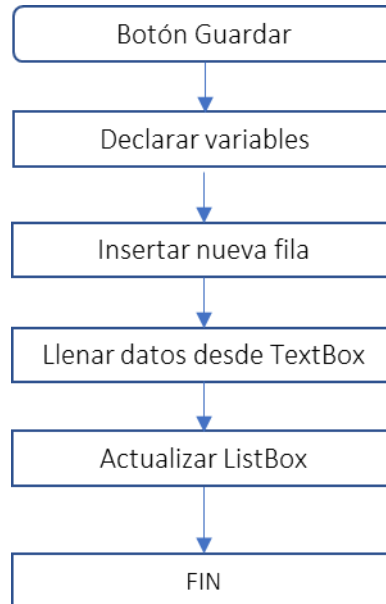 Botón Guardar
Declarar variables
Insertar nueva fila
Llenar datos desde TextBox
Actualizar ListBox
FIN